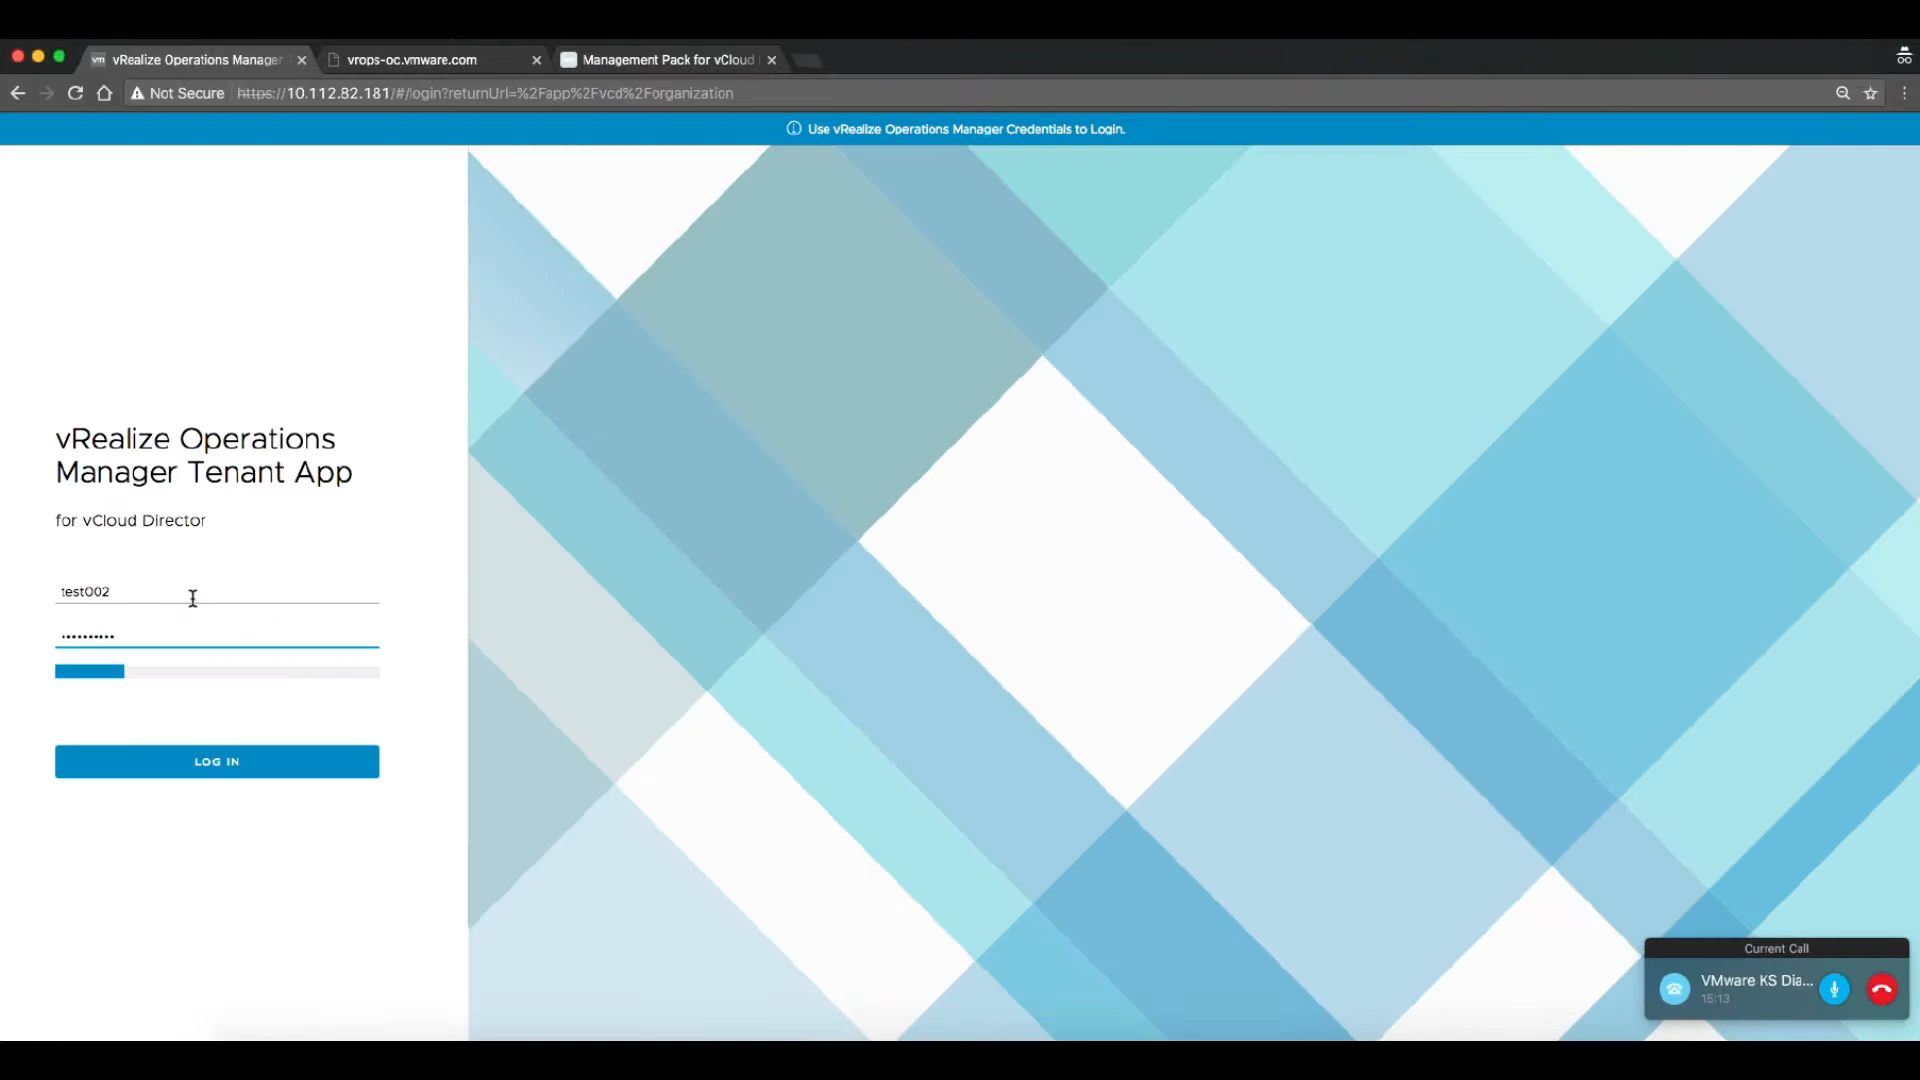 vm vRealize Operations Manager
vrops-oc.vmware.com
Management Pack for vCloud
Not Secure https://10.112.82.181/#/login?returnUrl=%2Fapp%2Fvcd%2Forganization
Use vRealize Operations Manager Credentials to Login.
vRealize Operations
Manager Tenant App
for vCloud Director
test002
••••••••••
LOG IN
Current Call
VMware KS Dia...
15:13